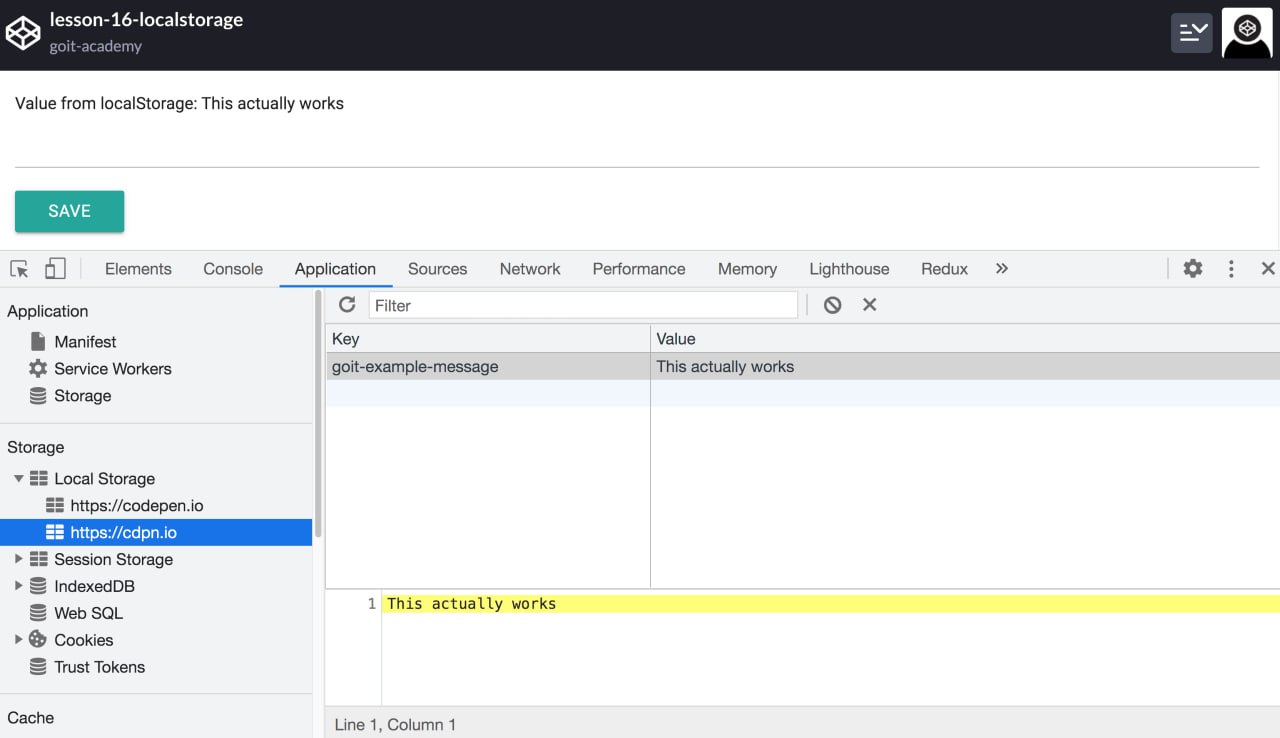 lesson-16-localstorage
goit-academy
Value from localStorage: This actually works
SAVE
Elements Console Application Sources Network Performance Memory Lighthouse Redux
Application
Manifest
Service Workers
Storage
Storage
Local Storage
https://codepen.io
https://cdpn.io
Session Storage
IndexedDB
Web SQL
Cookies
Trust Tokens
Cache
Filter
Key Value
goit-example-message This actually works
1 This actually works
Line 1, Column 1